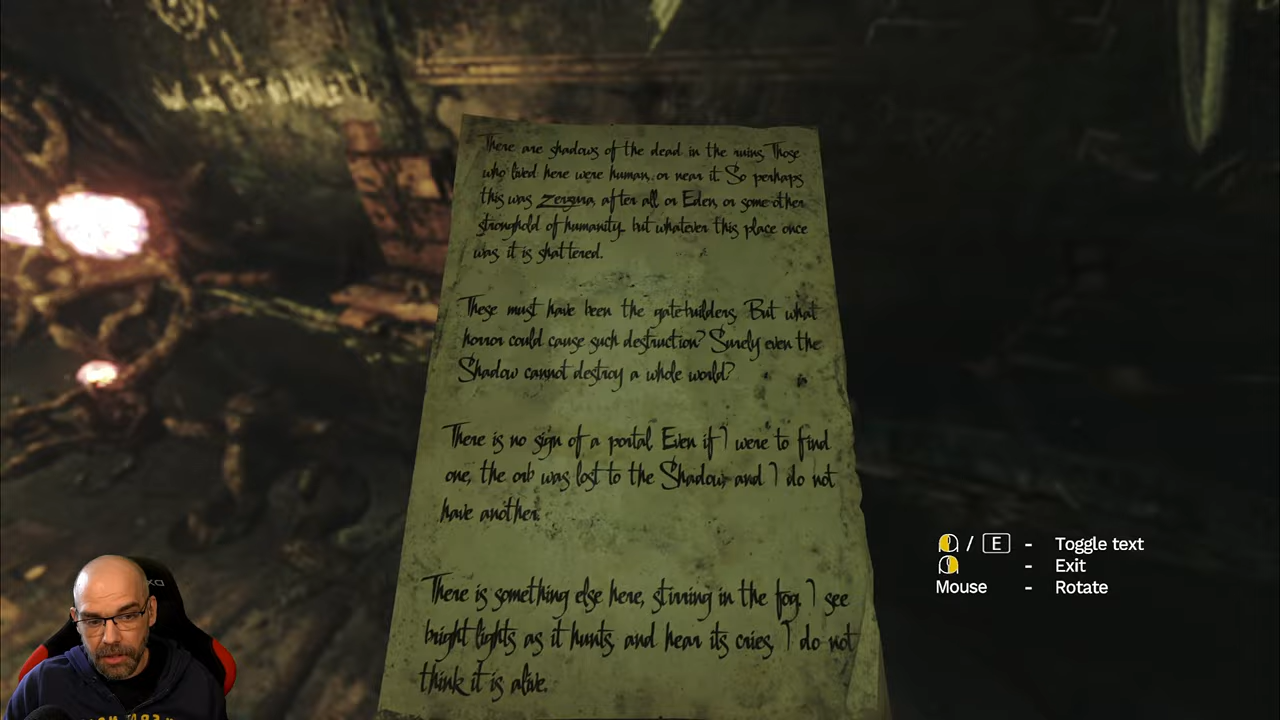 There are shadows of the dead in the ruins. Those
who lived here were human, or near it. So perhaps
this was Zerzura, after all or Eden, or some other
stronghold of humanity, but whatever this place once
was, it is shattered.
These must have been the gate-builders. But what
horror could cause such destruction? Surely even the
Shadow cannot destroy a whole world?
There is no sign of a portal. Even if I were to find
one, the orb was lost to the Shadow, and I do not
have another.
There is something else here, stirring in the fog. I see
bright lights as it hunts, and hear its cries. I do not
think it is alive.
/ E - Toggle text
- Exit
Mouse - Rotate